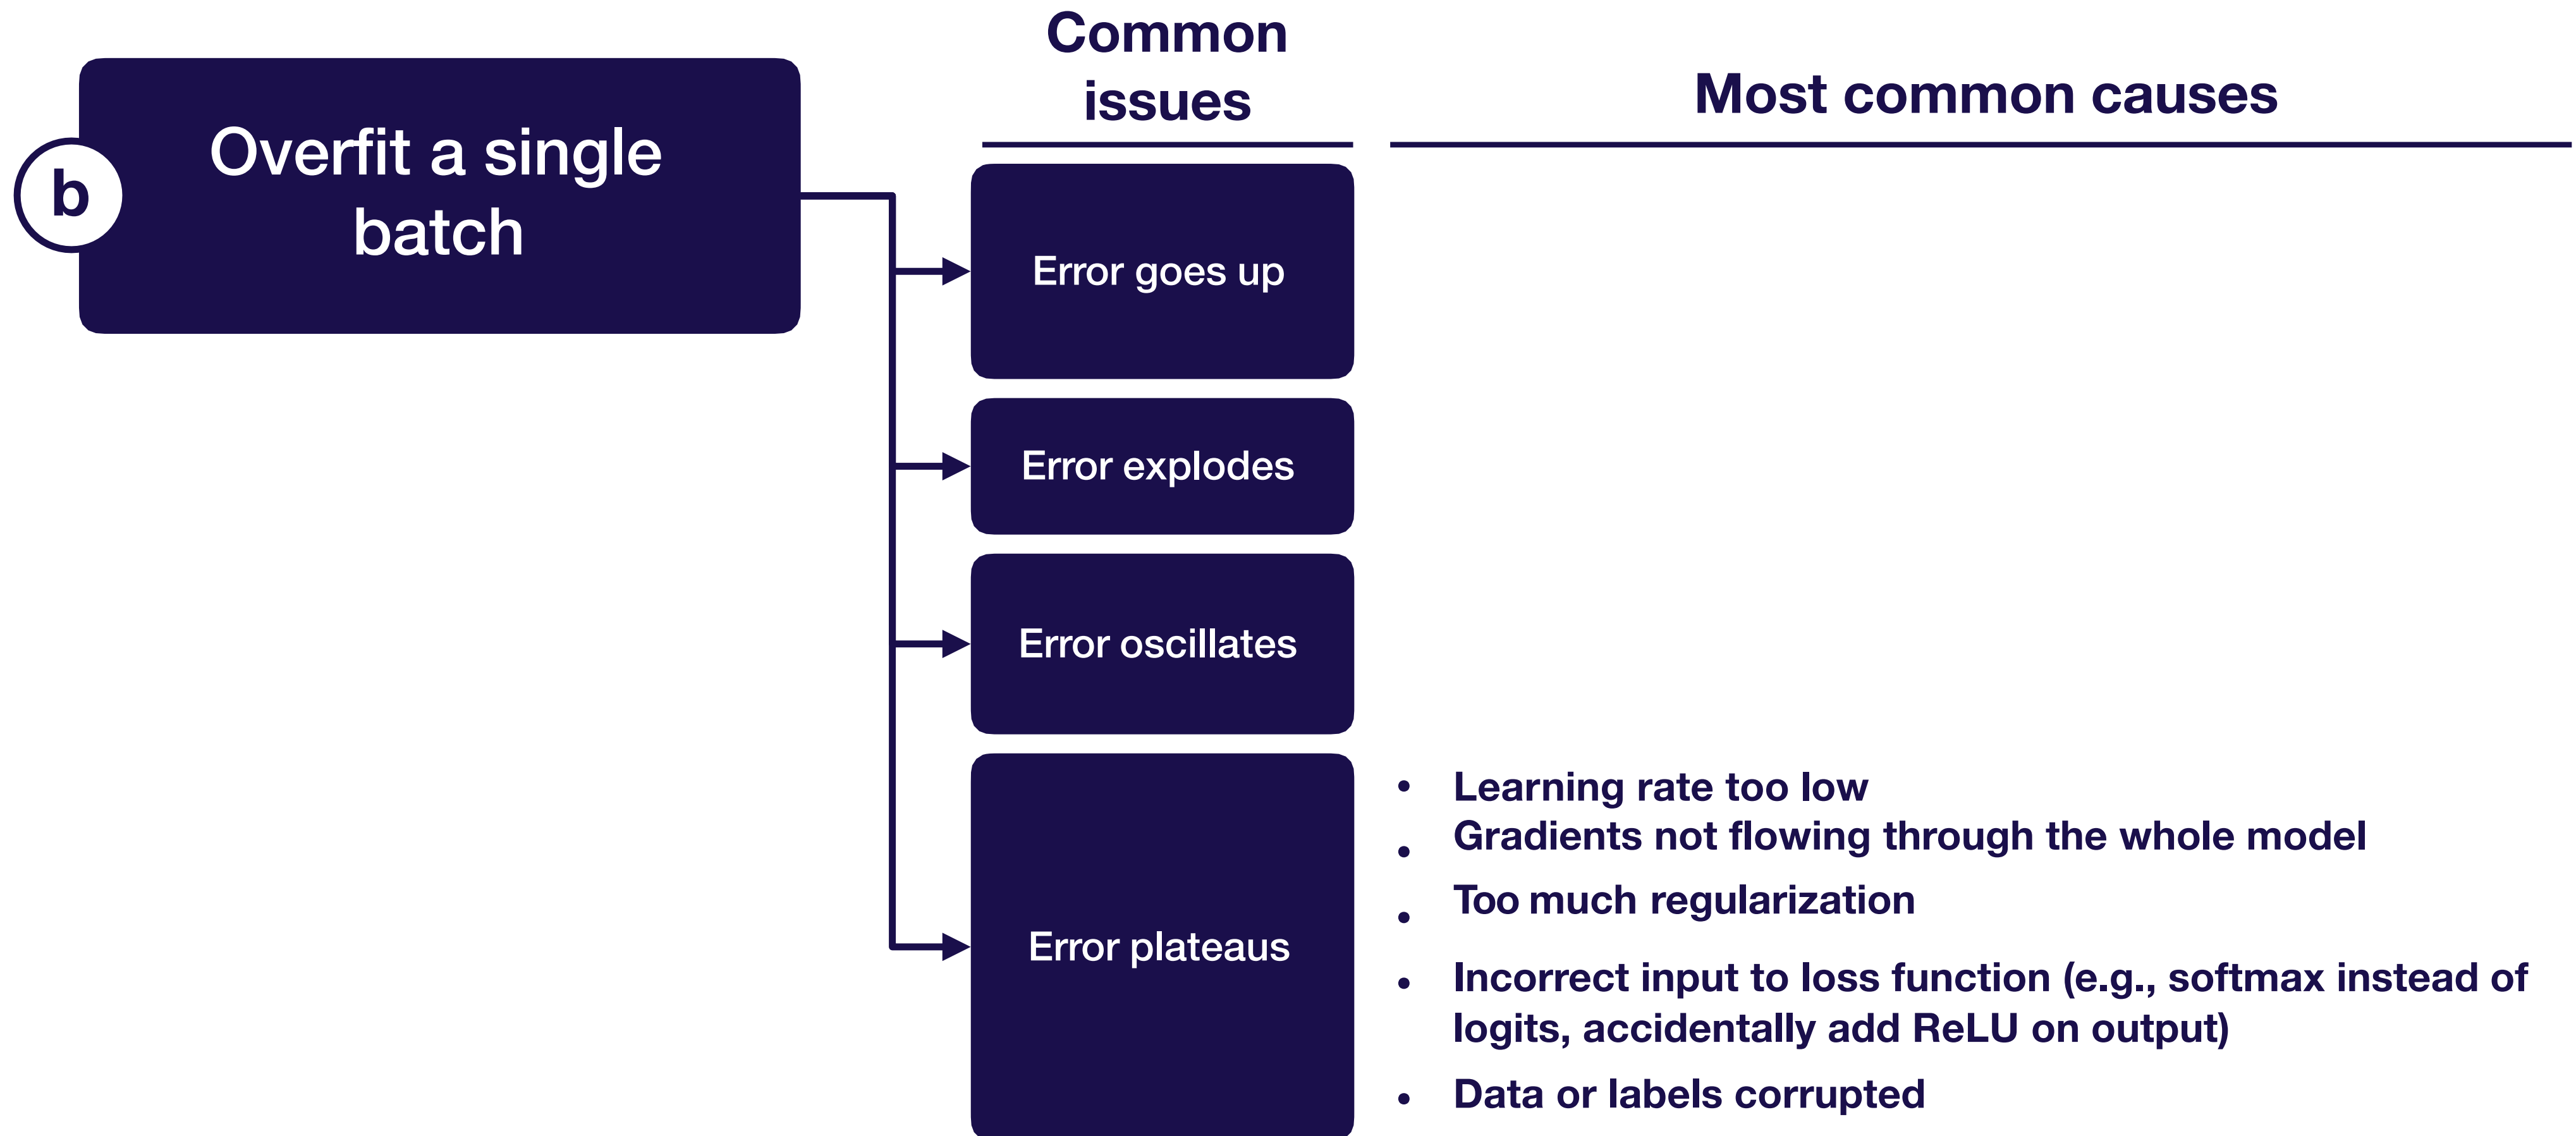 Common
issues
Most common causes
b
Overfit a single
batch
Error goes up
Error explodes
Error oscillates
Error plateaus
• Learning rate too low
• Gradients not flowing through the whole model
• Too much regularization
• Incorrect input to loss function (e.g., softmax instead of
logits, accidentally add ReLU on output)
• Data or labels corrupted